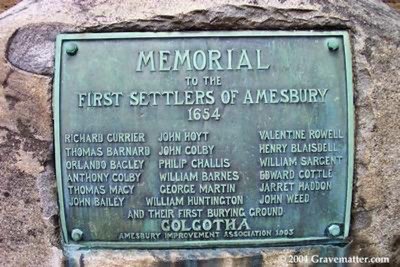 MEMORIAL
TO THE
FIRST SETTLERS OF AMESBURY
1654
RICHARD CURRIER JOHN HOYT VALENTINE ROWELL
THOMAS BARNARD JOHN COLBY HENRY BLAISDELL
ORLANDO BAGLEY PHILIP CHALLIS WILLIAM SARGENT
ANTHONY COLBY WILLIAM BARNES EDWARD COTTLE
THOMAS MACY GEORGE MARTIN JARRET HADDON
JOHN BAILEY WILLIAM HUNTINGTON JOHN WEED
AND THEIR FIRST BURYING GROUND
GOLGOTHA
AMESBURY IMPROVEMENT ASSOCIATION 1903
© 2004 Gravematter.com